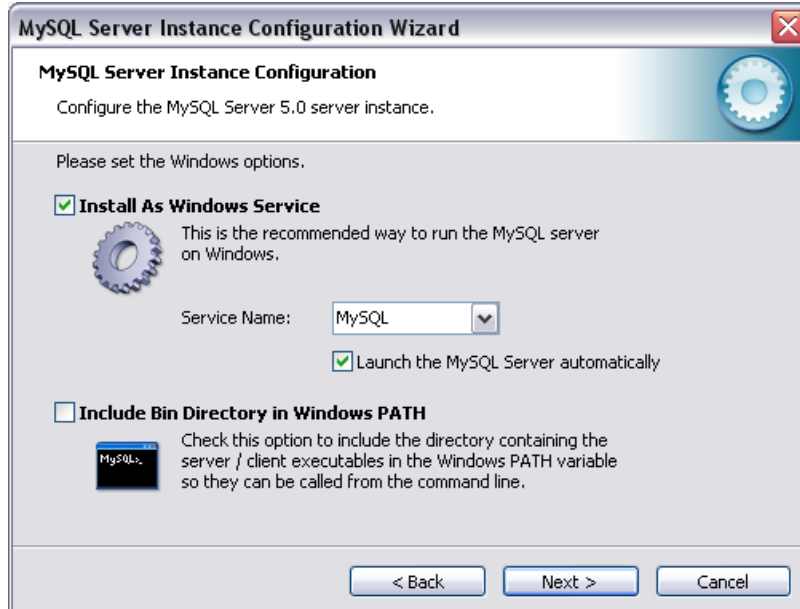 MySQL Server Instance Configuration Wizard
MySQL Server Instance Configuration
Configure the MySQL Server 5.0 server instance.
Please set the Windows options.
Install As Windows Service
This is the recommended way to run the MySQL server
on Windows.
Service Name:
MySQL
Launch the MySQL Server automatically
Include Bin Directory in Windows PATH
MySQL>_
Check this option to include the directory containing the
server / client executables in the Windows PATH variable
so they can be called from the command line.
< Back
Next >
Cancel